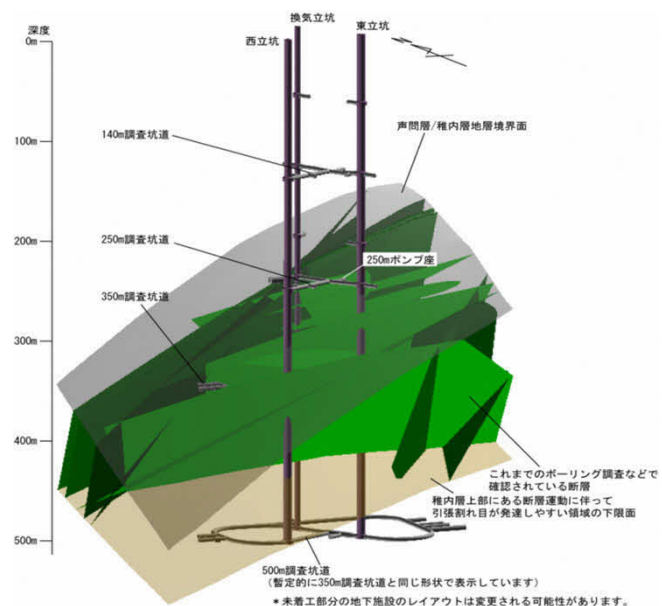 深度
換気立坑
西立坑
東立坑
0m
100m
140m調査坑道
声問層/稚内層地層境界面
200m
250m調査坑道
250mポンプ座
350m調査坑道
300m
400m
これまでのボーリング調査などで
確認されている断層
稚内層上部にある断層運動に伴って
引張割れ目が発達しやすい領域の下限面
500m
500m調査坑道
(暫定的に350m調査坑道と同じ形状で表示しています)
*未着工部分の地下施設のレイアウトは変更される可能性があります。